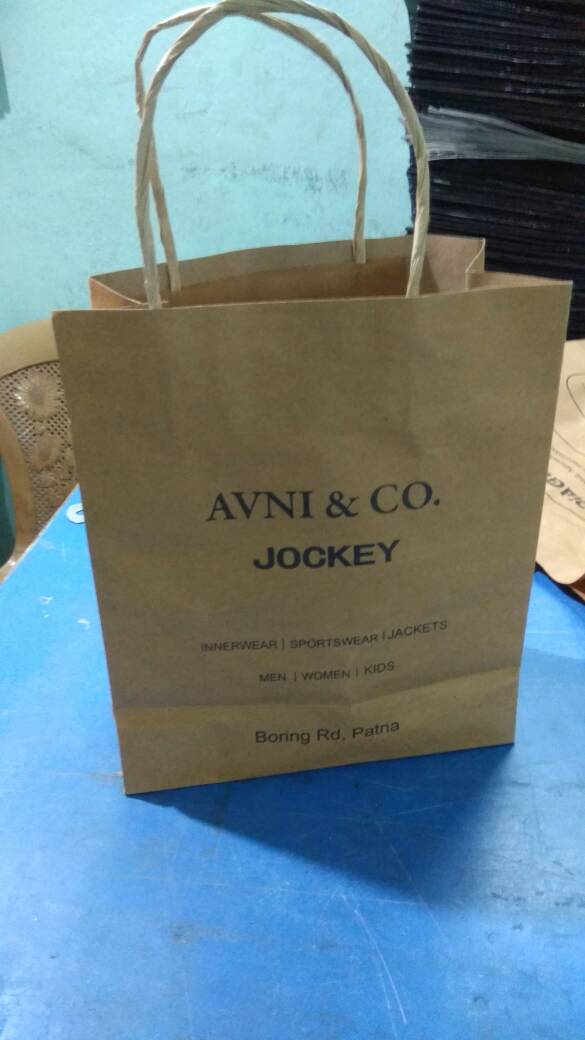 AVNI & CO.
JOCKEY
INNERWEAR | SPORTSWEAR | JACKETS
MEN | WOMEN | KIDS
Boring Rd, Patna